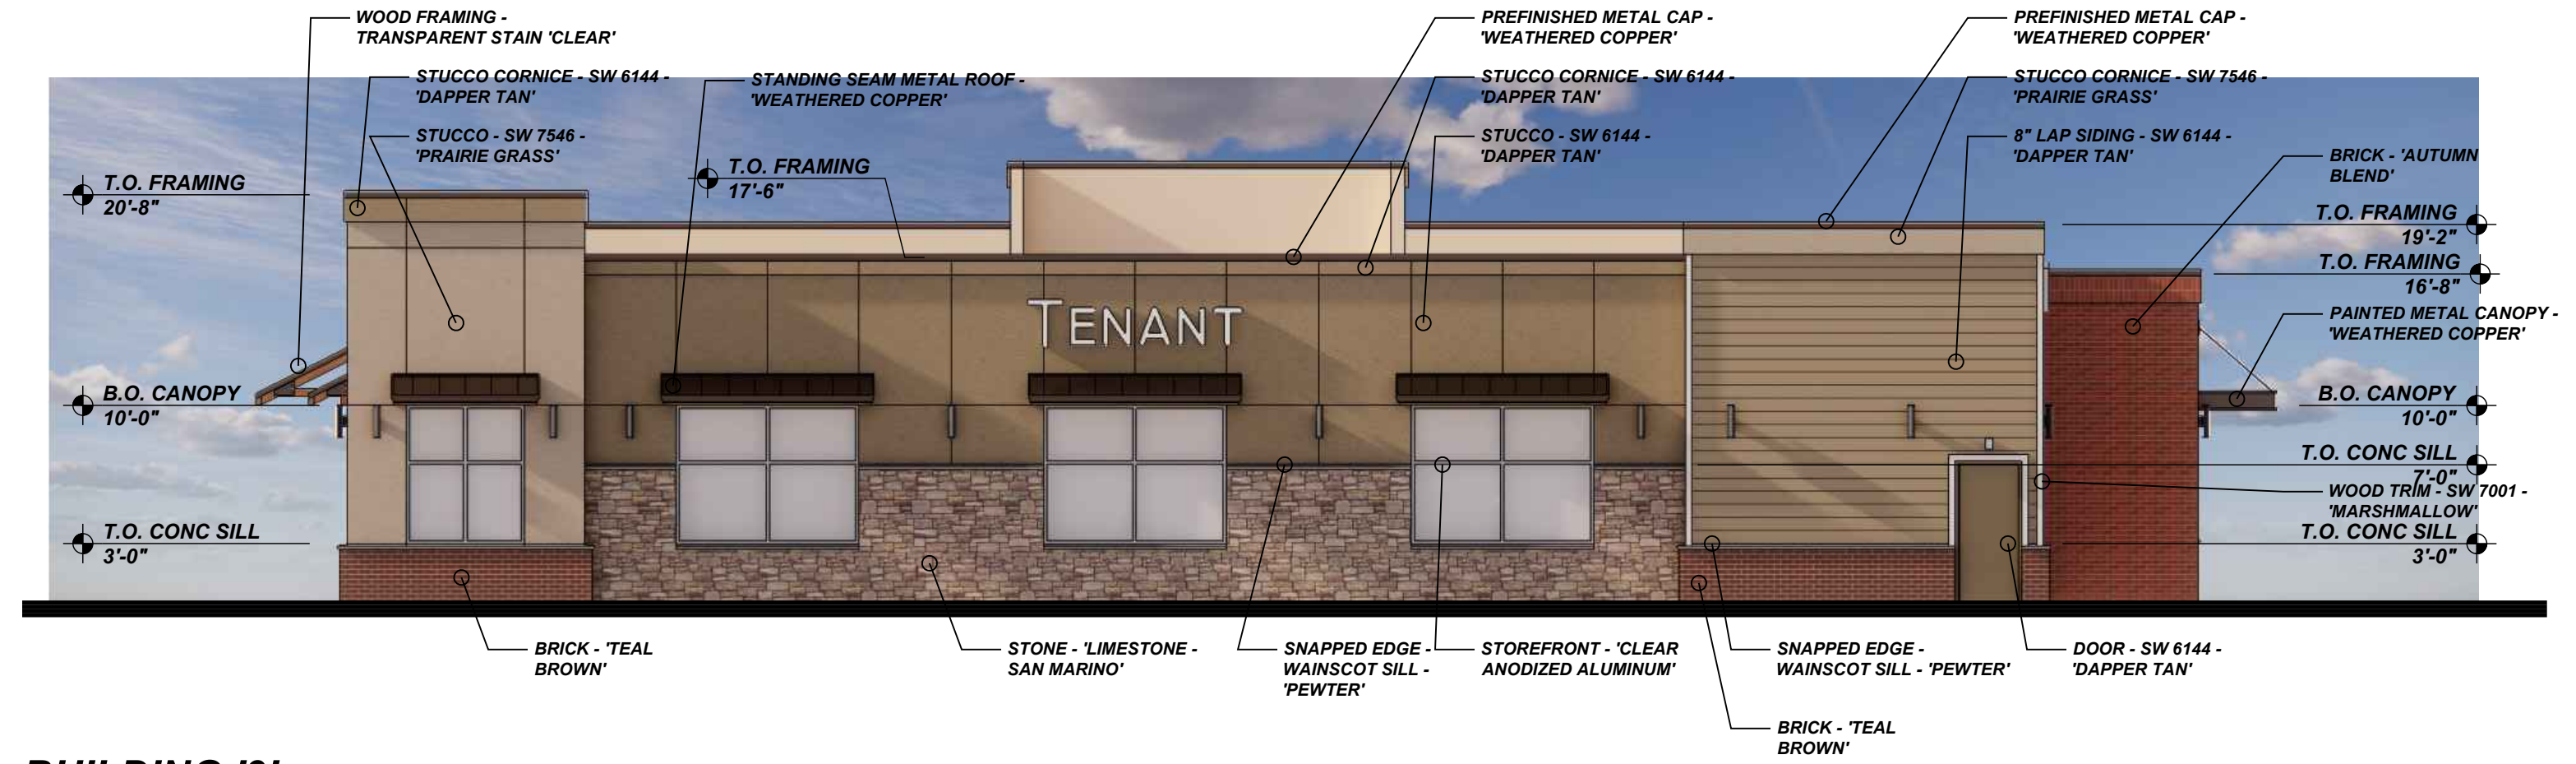 WOOD FRAMING -
TRANSPARENT STAIN 'CLEAR'
STUCCO CORNICE - SW 6144 -
'DAPPER TAN'
STUCCO - SW 7546 -
'PRAIRIE GRASS'
STANDING SEAM METAL ROOF -
'WEATHERED COPPER'
PREFINISHED METAL CAP -
'WEATHERED COPPER'
STUCCO CORNICE - SW 6144 -
'DAPPER TAN'
STUCCO - SW 6144 -
'DAPPER TAN'
PREFINISHED METAL CAP -
'WEATHERED COPPER'
STUCCO CORNICE - SW 7546 -
'PRAIRIE GRASS'
8" LAP SIDING - SW 6144 -
'DAPPER TAN'
BRICK - 'AUTUMN
BLEND'
T.O. FRAMING
20'-8"
T.O. FRAMING
17'-6"
T.O. FRAMING
19'-2"
T.O. FRAMING
16'-8"
PAINTED METAL CANOPY -
'WEATHERED COPPER'
TENANT
B.O. CANOPY
10'-0"
B.O. CANOPY
10'-0"
T.O. CONC SILL
7'-0"
WOOD TRIM - SW 7001 -
'MARSHMALLOW'
T.O. CONC SILL
3'-0"
T.O. CONC SILL
3'-0"
BRICK - 'TEAL
BROWN'
STONE - 'LIMESTONE -
SAN MARINO'
SNAPPED EDGE -
WAINSCOT SILL -
'PEWTER'
STOREFRONT - 'CLEAR
ANODIZED ALUMINUM'
SNAPPED EDGE -
WAINSCOT SILL - 'PEWTER'
DOOR - SW 6144 -
'DAPPER TAN'
BRICK - 'TEAL
BROWN'
BUILDING